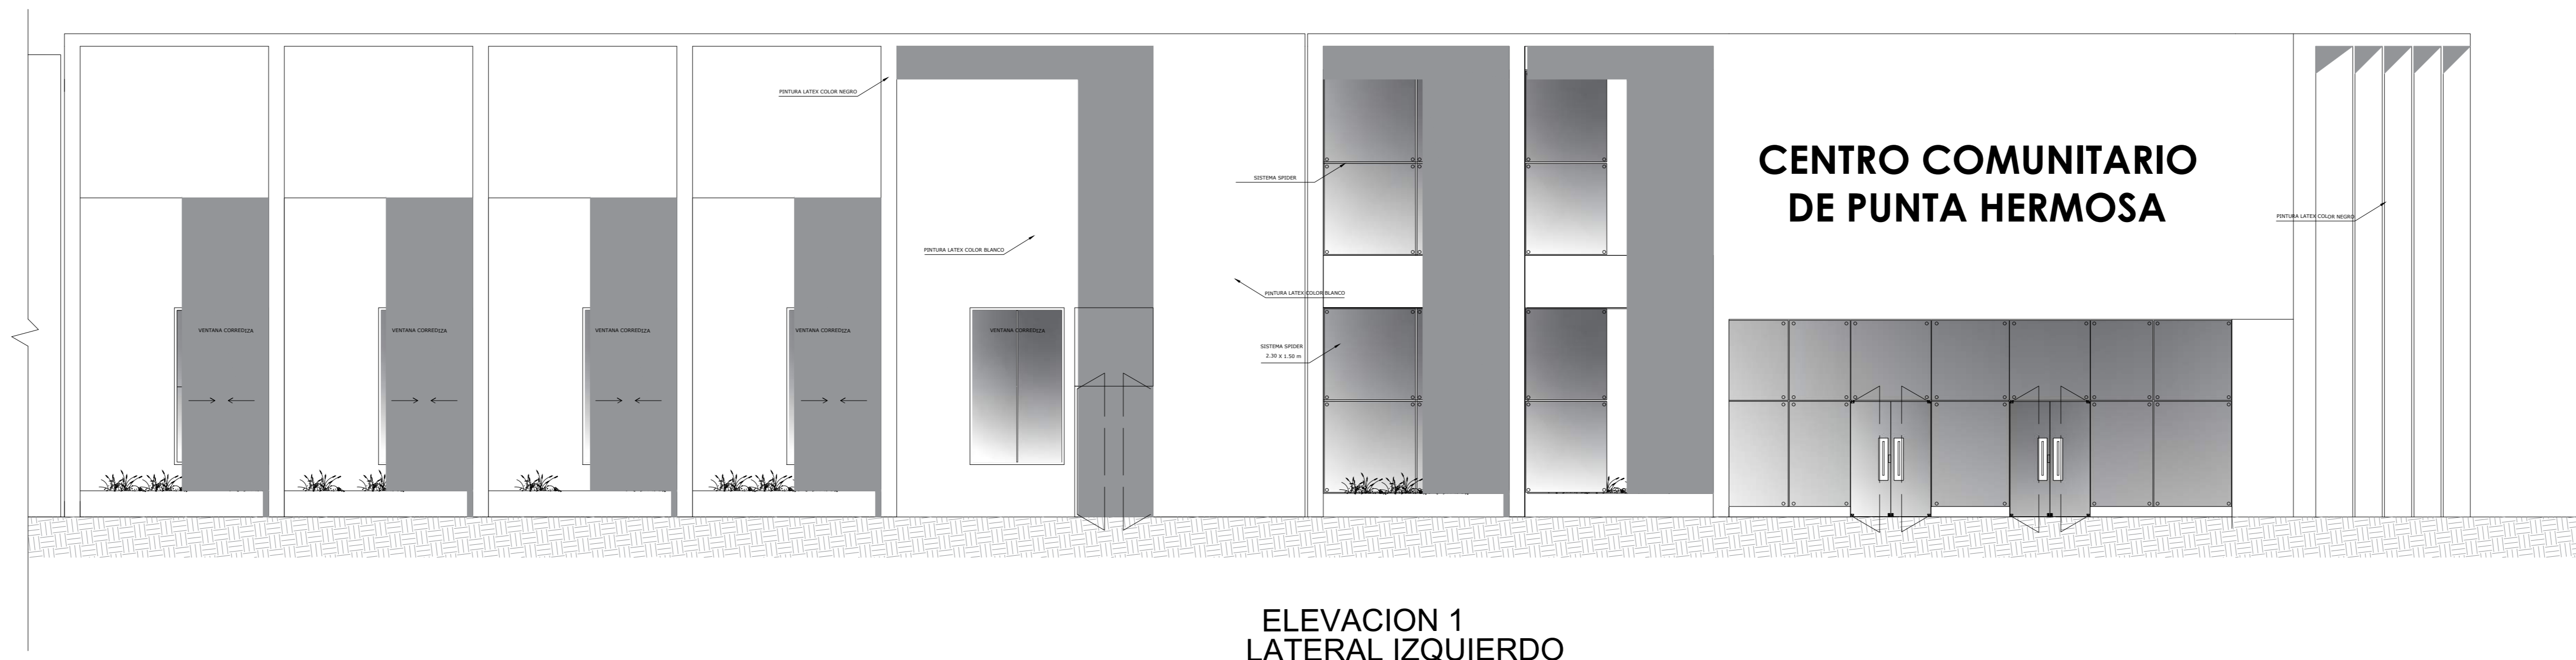 PINTURA LATEX COLOR NEGRO
CENTRO COMUNITARIO
DE PUNTA HERMOSA
SISTEMA SPIDER
PINTURA LATEX COLOR NEGRO
PINTURA LATEX COLOR BLANCO
PINTURA LATEX COLOR BLANCO
VENTANA CORREDIZA
VENTANA CORREDIZA
VENTANA CORREDIZA
VENTANA CORREDIZA
VENTANA CORREDIZA
SISTEMA SPIDER
2.30 X 1.50 m
ELEVACION 1
LATERAL IZQUIERDO